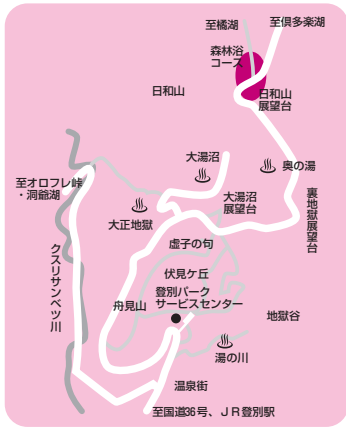 至橘湖
至倶多楽湖
森林浴
コース
日和山
日和山
展望台
大湯沼
奥の湯
至オロフレ峠
・洞爺湖
大湯沼
展望台
裏地獄展望台
大正地獄
虚子の句
クスリサンベツ川
伏見ケ丘
登別パーク
サービスセンター
舟見山
地獄谷
湯の川
温泉街
至国道36号、ＪＲ登別駅